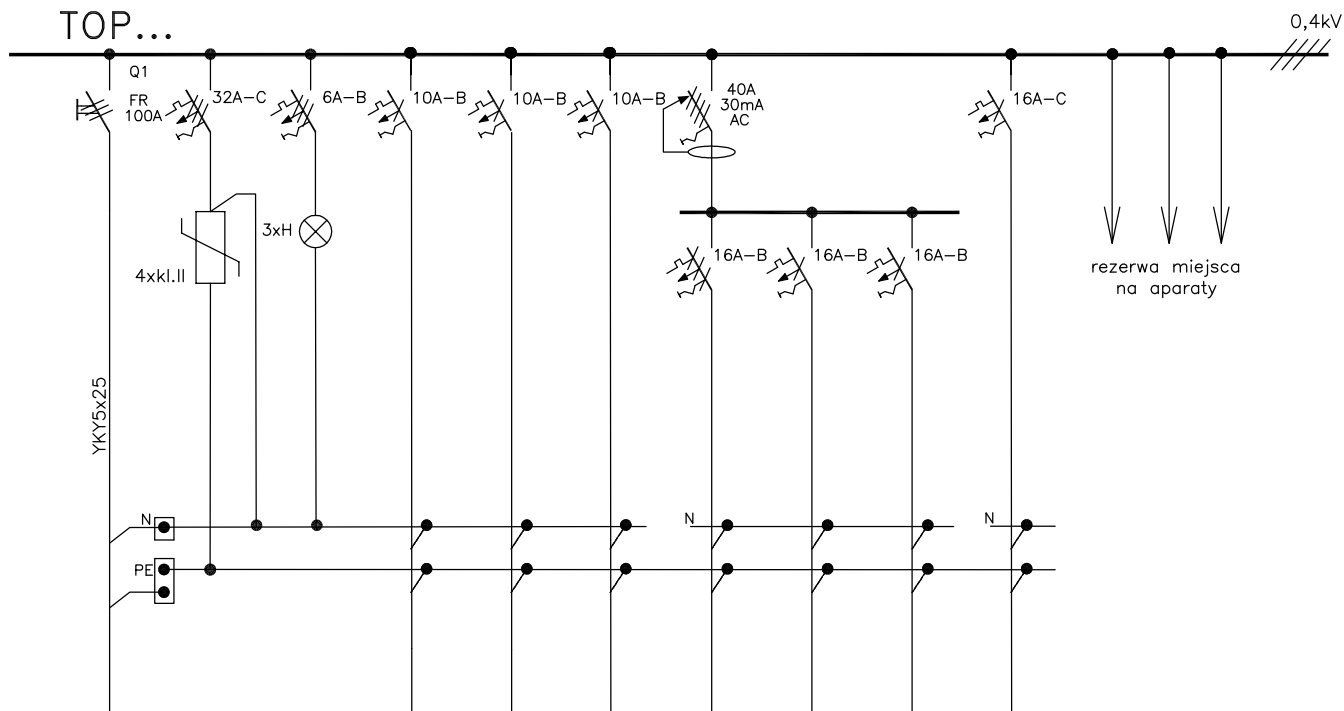 TOP...
0,4kV
Q1
FR
100A
32A-C
6A-B
10A-B
10A-B
10A-B
40A
30mA
AC
16A-C
4xkl.II
3xH
16A-B
16A-B
16A-B
rezerwa miejsca
na aparaty
YKY5x25
N
N
N
PE